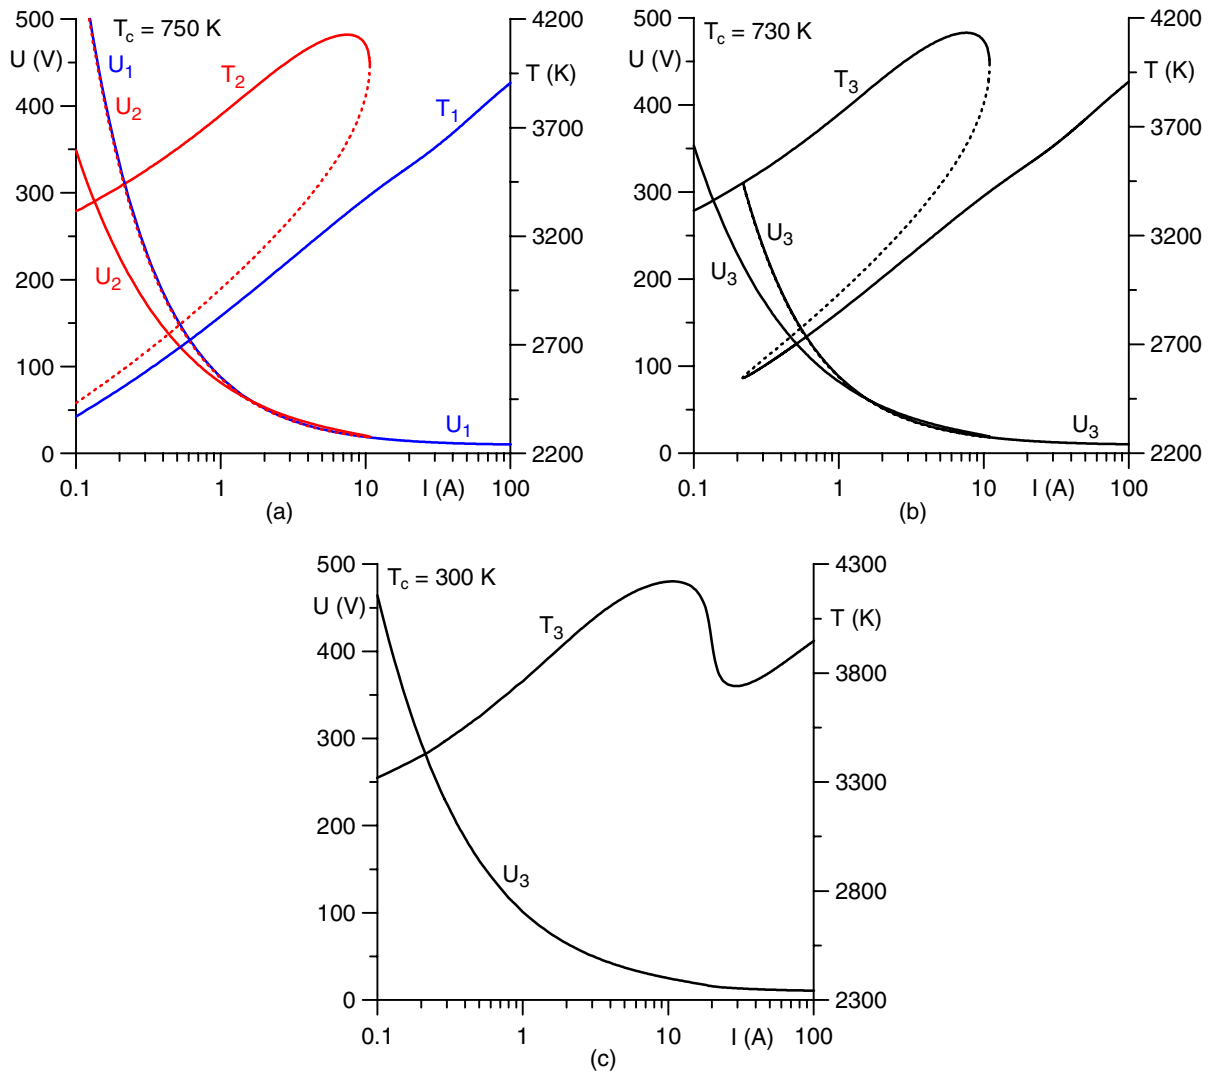 500
T_c = 750 K
4200
U (V)
U_1
T_2
T (K)
400
U_2
T_1
3700
300
3200
200
U_2
2700
100
U_1
0
2200
0.1
1
10
I (A)
100
(a)
500
T_c = 730 K
4200
U (V)
T_3
T (K)
400
3700
300
U_3
3200
200
U_3
2700
100
U_3
0
2200
0.1
1
10
I (A)
100
(b)
500
T_c = 300 K
4300
U (V)
T_3
T (K)
400
3800
300
3300
200
U_3
2800
100
0
2300
0.1
1
10
I (A)
100
(c)